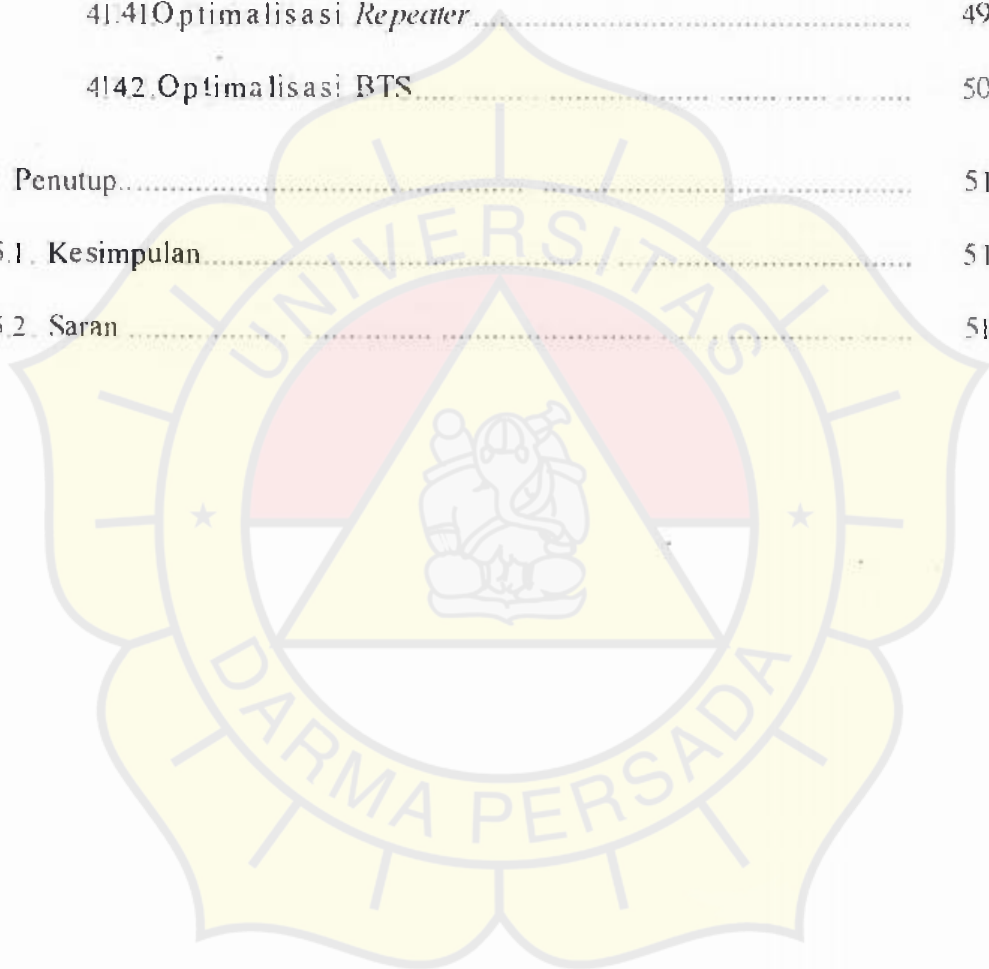 41.41Optimalisasi Repeater 49
4142.Optimalisasi BTS 50
Penutup 51
5.1. Kesimpulan 51
5.2. Saran 51
UNIVERSITAS
DARMA PERSADA